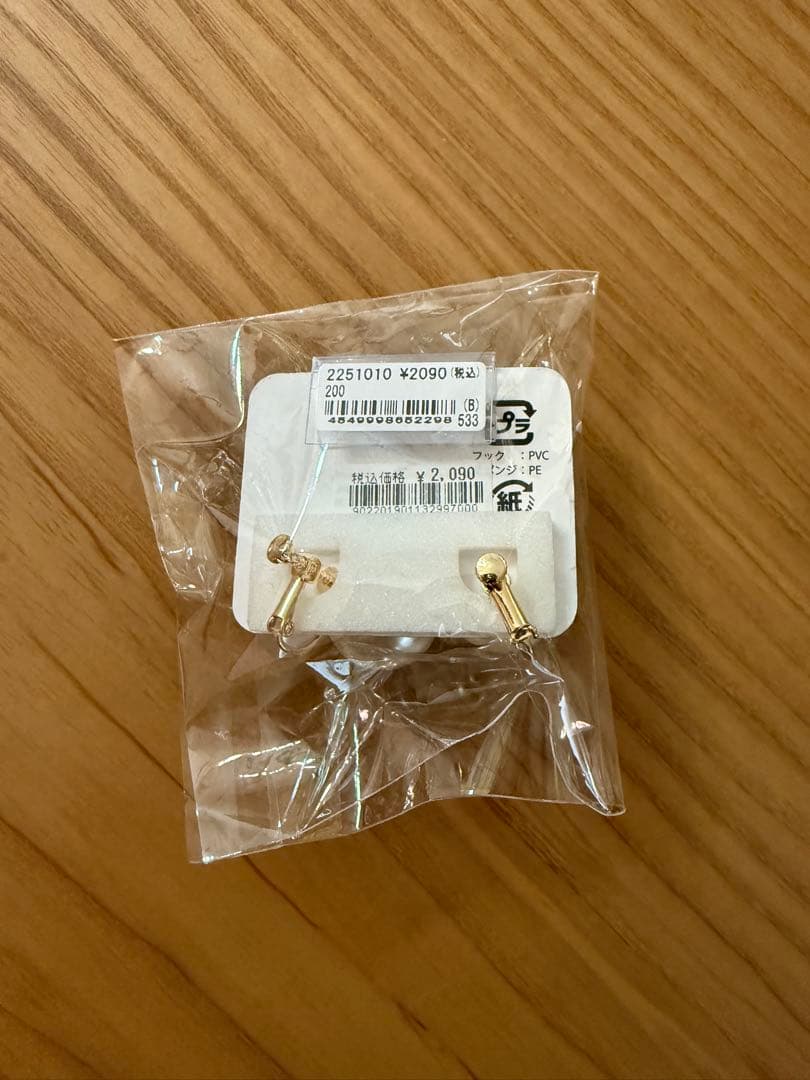 2251010 ¥2090(税込)
200
(B)
4549998652298 533
プラ
フック ：PVC
ンジ：PE
税込価格 ¥ 2,090
902201901132997000
紙